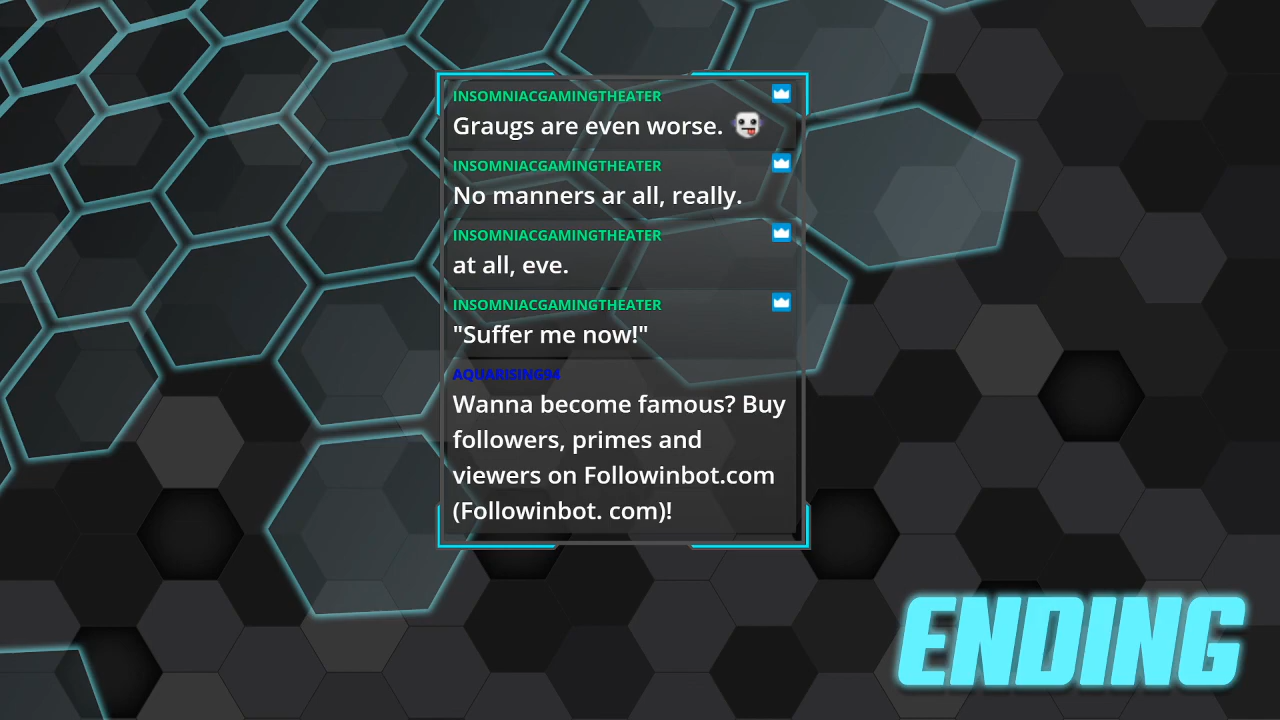 INSOMNIACGAMINGTHEATER
Graugs are even worse.
INSOMNIACGAMINGTHEATER
No manners ar all, really.
INSOMNIACGAMINGTHEATER
at all, eve.
INSOMNIACGAMINGTHEATER
"Suffer me now!"
AQUARISING94
Wanna become famous? Buy
followers, primes and
viewers on Followinbot.com
(Followinbot. com)!
ENDING